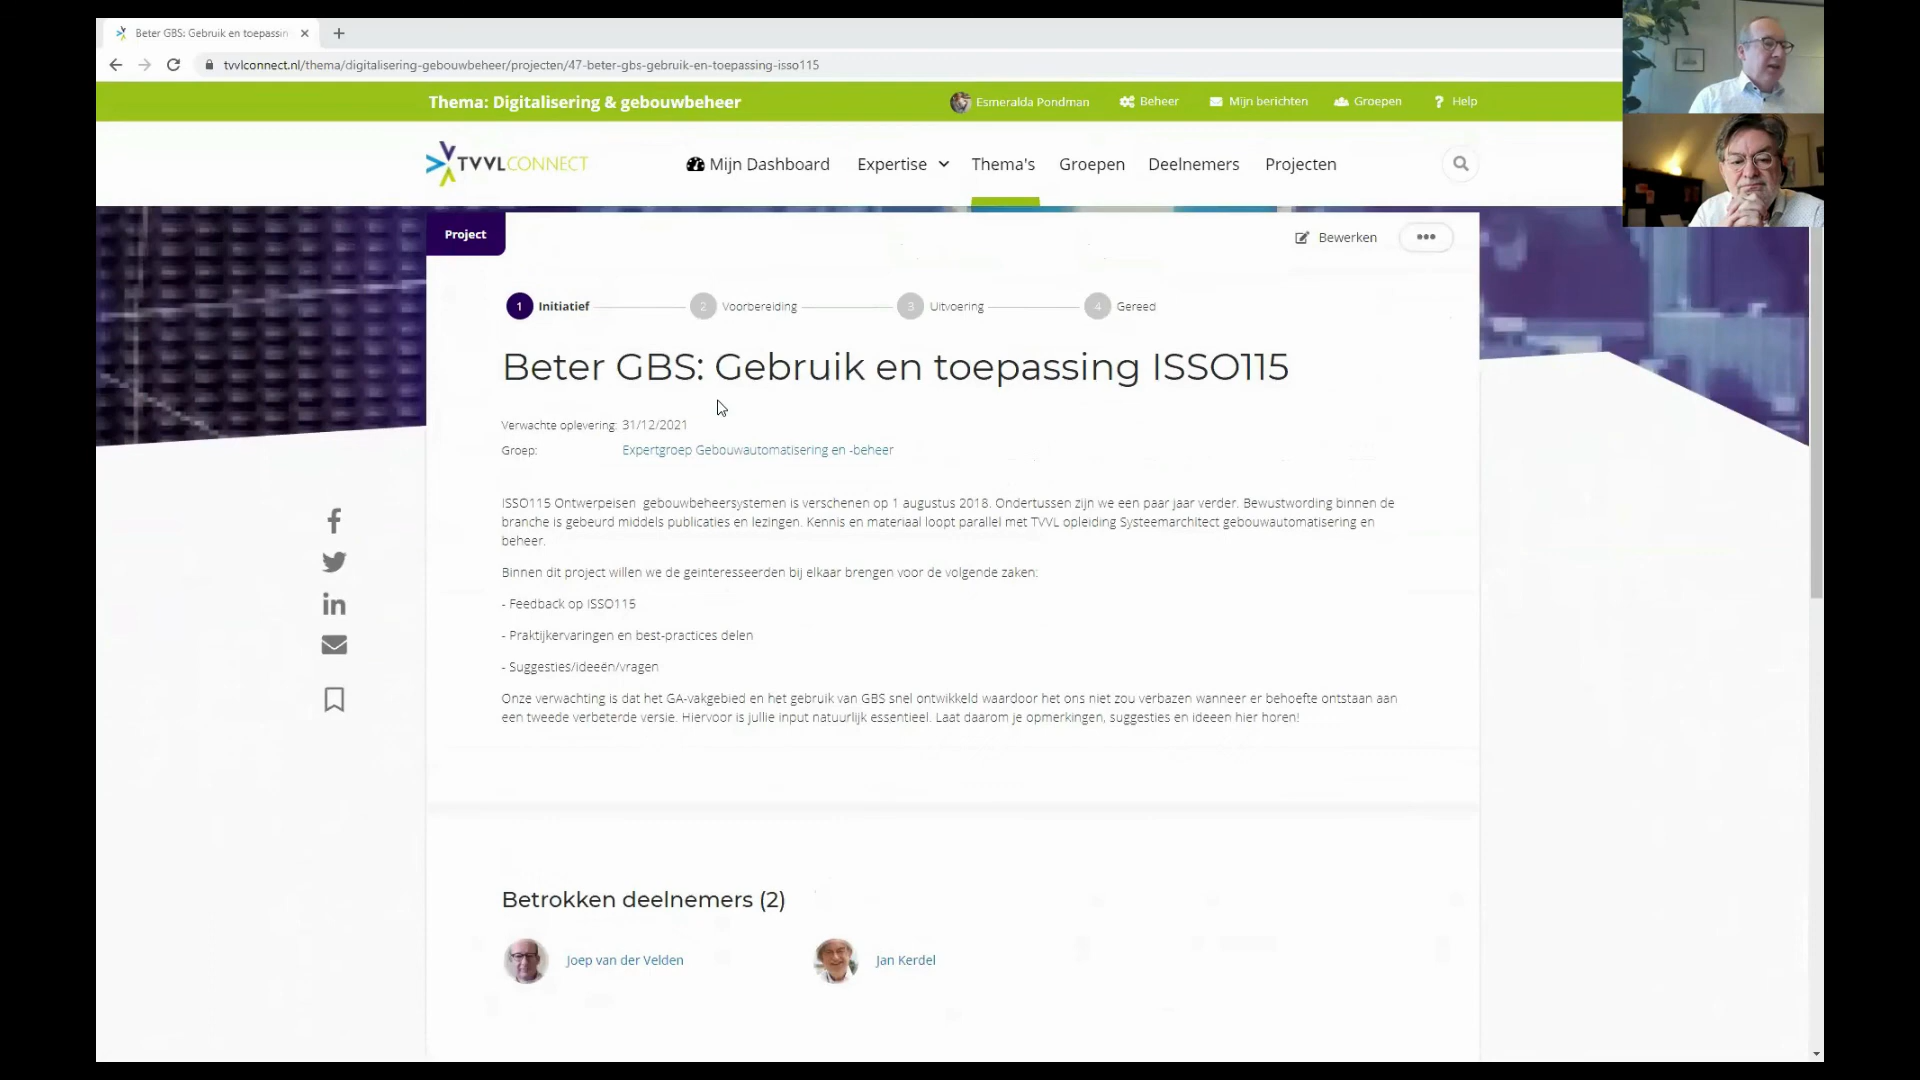 Beter GBS: Gebruik en toepassin
tvvlconnect.nl/thema/digitalisering-gebouwbeheer/projecten/47-beter-gbs-gebruik-en-toepassing-isso115
Thema: Digitalisering & gebouwbeheer
Esmeralda Pondman
Beheer
Mijn berichten
Groepen
? Help
TVVLCONNECT
Mijn Dashboard
Expertise
Thema's
Groepen
Deelnemers
Projecten
Project
Bewerken
1 Initiatief
2 Voorbereiding
3 Uitvoering
4 Gereed
Beter GBS: Gebruik en toepassing ISSO115
Verwachte oplevering: 31/12/2021
Groep: Expertgroep Gebouwautomatisering en -beheer
ISSO115 Ontwerpeisen gebouwbeheersystemen is verschenen op 1 augustus 2018. Ondertussen zijn we een paar jaar verder. Bewustwording binnen de
branche is gebeurd middels publicaties en lezingen. Kennis en materiaal loopt parallel met TVVL opleiding Systeemarchitect gebouwautomatisering en
beheer.
Binnen dit project willen we de geinteresseerden bij elkaar brengen voor de volgende zaken:
- Feedback op ISSO115
- Praktijkervaringen en best-practices delen
- Suggesties/ideeën/vragen
Onze verwachting is dat het GA-vakgebied en het gebruik van GBS snel ontwikkeld waardoor het ons niet zou verbazen wanneer er behoefte ontstaan aan
een tweede verbeterde versie. Hiervoor is jullie input natuurlijk essentieel. Laat daarom je opmerkingen, suggesties en ideeen hier horen!
Betrokken deelnemers (2)
Joep van der Velden
Jan Kerdel